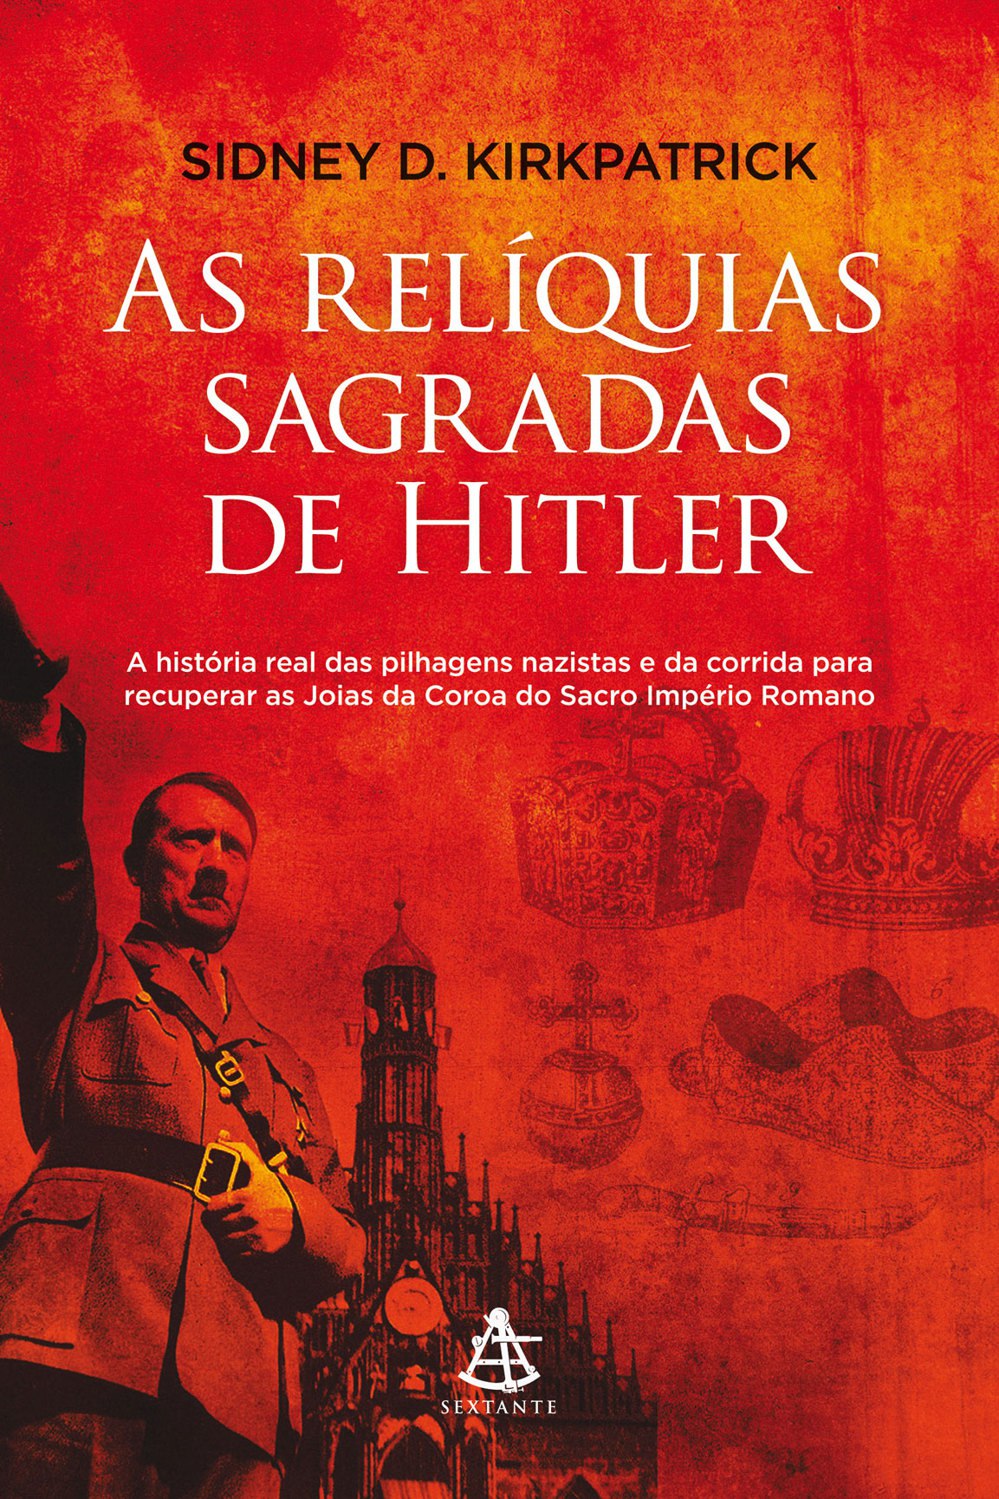 SIDNEY D. KIRKPATRICK
AS RELÍQUIAS
SAGRADAS
DE HITLER
A história real das pilhagens nazistas e da corrida para
recuperar as Joias da Coroa do Sacro Império Romano
SEXTANTE